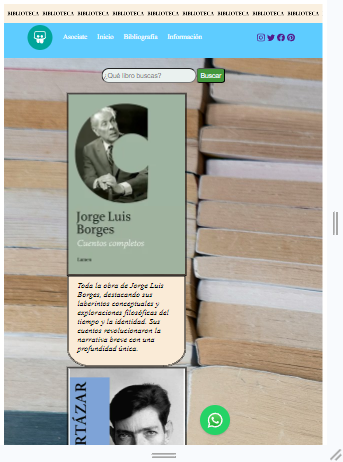 BIBLIOTECA BIBLIOTECA BIBLIOTECA BIBLIOTECA BIBLIOTECA BIBLIOTECA BIBLIOTECA BIBLIOTECA BIBLIOTECA
Asociate Inicio Bibliografía Información
¿Qué libro buscas? Buscar
Jorge Luis
Borges
Cuentos completos
Lumen
Toda la obra de Jorge Luis
Borges, destacando sus
laberintos conceptuales y
exploraciones filosóficas del
tiempo y la identidad. Sus
cuentos revolucionaron la
narrativa breve con una
profundidad única.
RTÁZAR